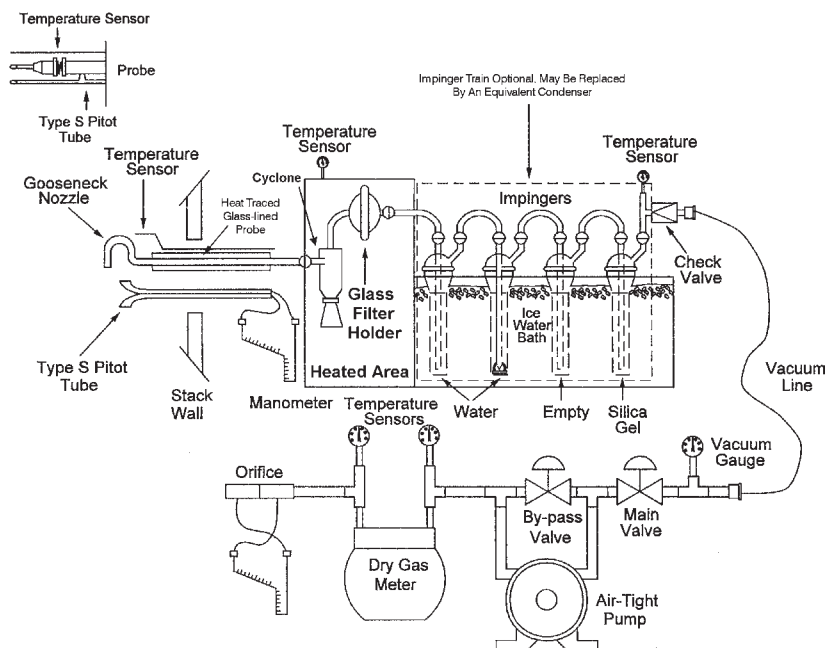 Temperature Sensor
Probe
Type S Pitot
Tube
Impinger Train Optional, May Be Replaced
By An Equivalent Condenser
Temperature
Sensor
Temperature
Sensor
Temperature
Sensor
Gooseneck
Nozzle
Cyclone
Impingers
Heat Traced
Glass-lined
Probe
Check
Valve
Glass
Filter
Holder
Ice
Water
Bath
Type S Pitot
Tube
Heated Area
Vacuum
Line
Stack
Wall
Manometer
Temperature
Sensors
Water
Empty
Silica
Gel
Vacuum
Gauge
Orifice
By-pass
Valve
Main
Valve
Dry Gas
Meter
Air-Tight
Pump